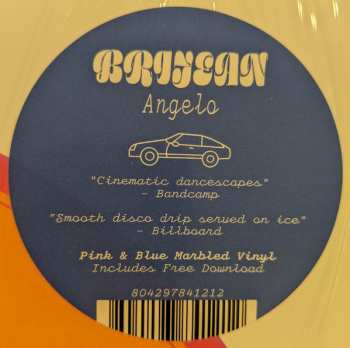 BRIJEAN
Angelo
"Cinematic dancescapes"
- Bandcamp
"Smooth disco drip served on ice"
- Billboard
Pink & Blue Marbled Vinyl
Includes Free Download
804297841212